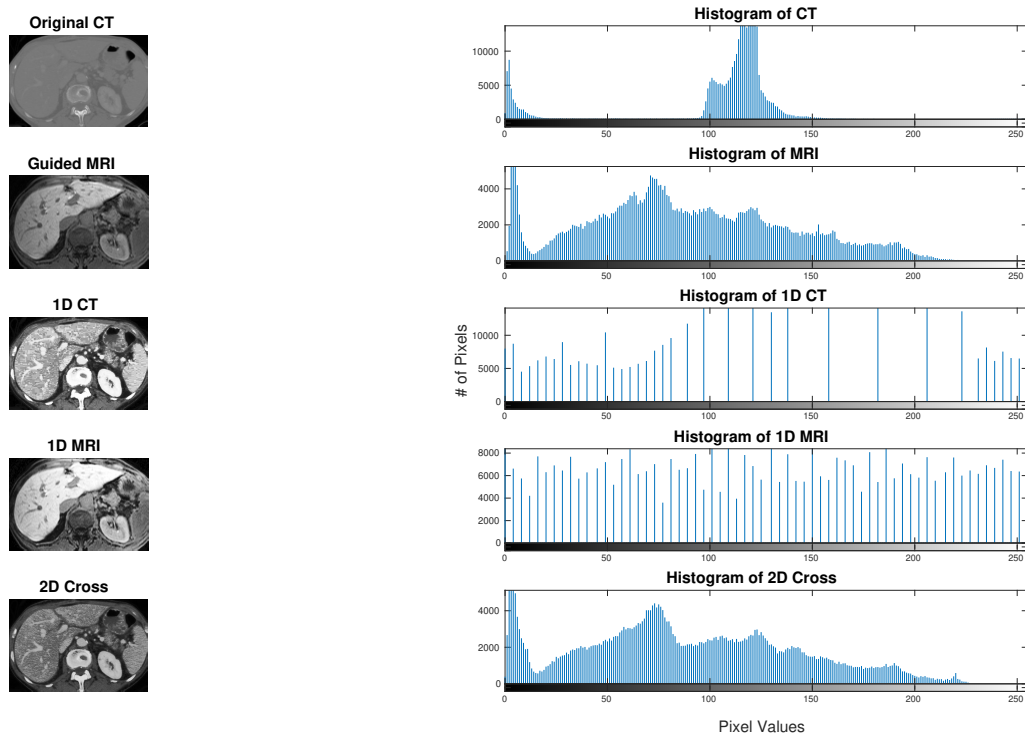 Original CT
Histogram of CT
10000
5000
0
0 50 100 150 200 250
Guided MRI
Histogram of MRI
4000
2000
0
0 50 100 150 200 250
1D CT
Histogram of 1D CT
# of Pixels
10000
5000
0
0 50 100 150 200 250
1D MRI
Histogram of 1D MRI
8000
6000
4000
2000
0
0 50 100 150 200 250
2D Cross
Histogram of 2D Cross
4000
2000
0
0 50 100 150 200 250
Pixel Values